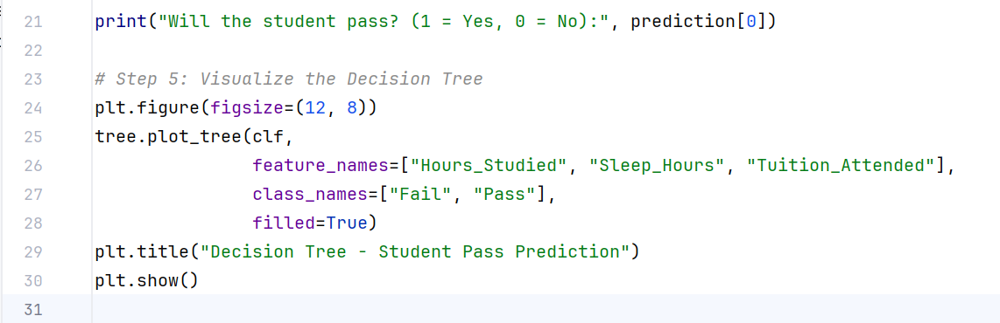 21 print("Will the student pass? (1 = Yes, 0 = No):", prediction[0])
22
23 # Step 5: Visualize the Decision Tree
24 plt.figure(figsize=(12, 8))
25 tree.plot_tree(clf,
26 feature_names=["Hours_Studied", "Sleep_Hours", "Tuition_Attended"],
27 class_names=["Fail", "Pass"],
28 filled=True)
29 plt.title("Decision Tree - Student Pass Prediction")
30 plt.show()
31